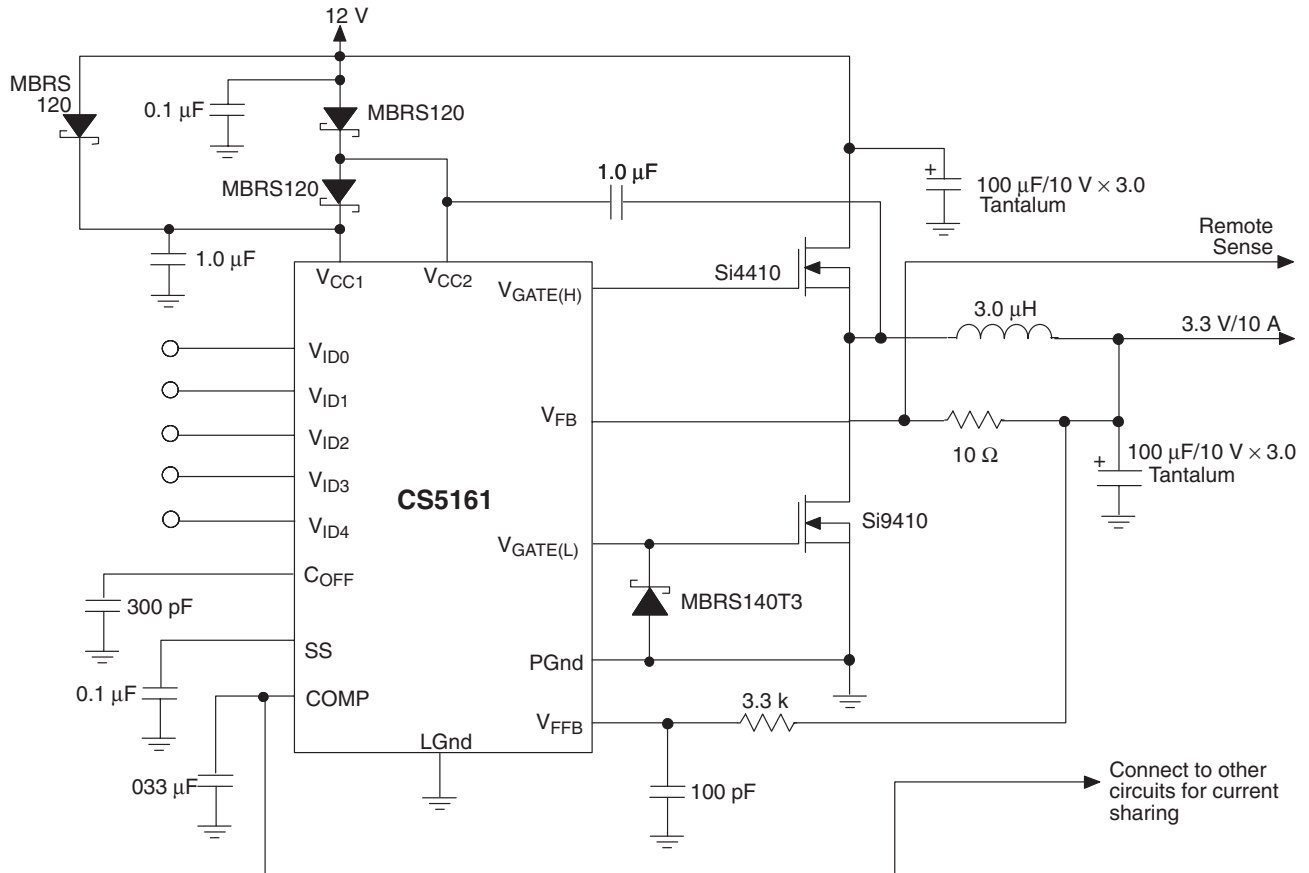 12 V
MBRS
120
0.1 μF
MBRS120
MBRS120
1.0 μF
100 μF/10 V × 3.0
Tantalum
Remote
Sense
1.0 μF
VCC1
VCC2
VGATE(H)
Si4410
3.0 μH
3.3 V/10 A
VID0
VID1
VFB
VID2
10 Ω
100 μF/10 V × 3.0
Tantalum
VID3
CS5161
Si9410
VID4
VGATE(L)
COFF
300 pF
MBRS140T3
SS
PGnd
0.1 μF
COMP
3.3 k
VFFB
LGnd
033 μF
100 pF
Connect to other
circuits for current
sharing